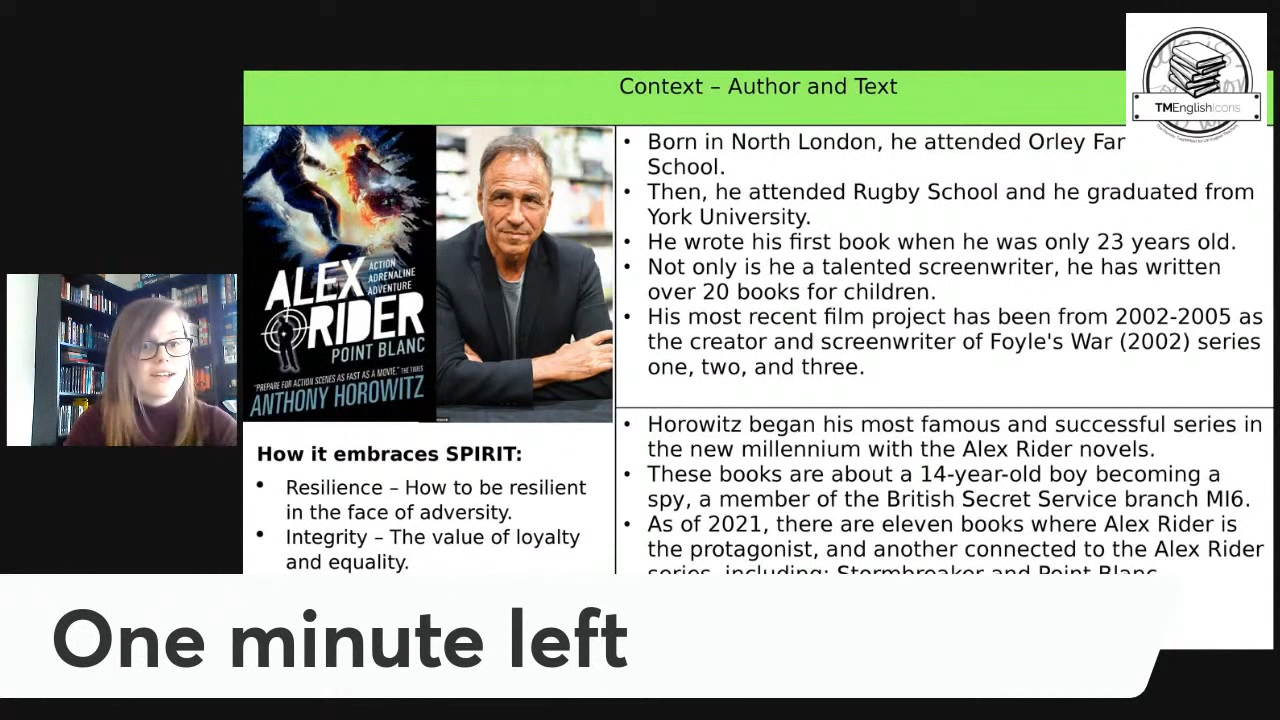 Context – Author and Text
TMEnglishIcons
ALEX
RIDER
ACTION
ADRENALINE
ADVENTURE
POINT BLANC
"PREPARE FOR ACTION SCENES AS FAST AS A MOVIE." THE TIMES
ANTHONY HOROWITZ
• Born in North London, he attended Orley Far
School.
• Then, he attended Rugby School and he graduated from
York University.
• He wrote his first book when he was only 23 years old.
• Not only is he a talented screenwriter, he has written
over 20 books for children.
• His most recent film project has been from 2002-2005 as
the creator and screenwriter of Foyle's War (2002) series
one, two, and three.
How it embraces SPIRIT:
• Resilience – How to be resilient
in the face of adversity.
• Integrity – The value of loyalty
and equality.
• Horowitz began his most famous and successful series in
the new millennium with the Alex Rider novels.
• These books are about a 14-year-old boy becoming a
spy, a member of the British Secret Service branch MI6.
• As of 2021, there are eleven books where Alex Rider is
the protagonist, and another connected to the Alex Rider
series, including: Stormbreaker and Point Blanc
One minute left